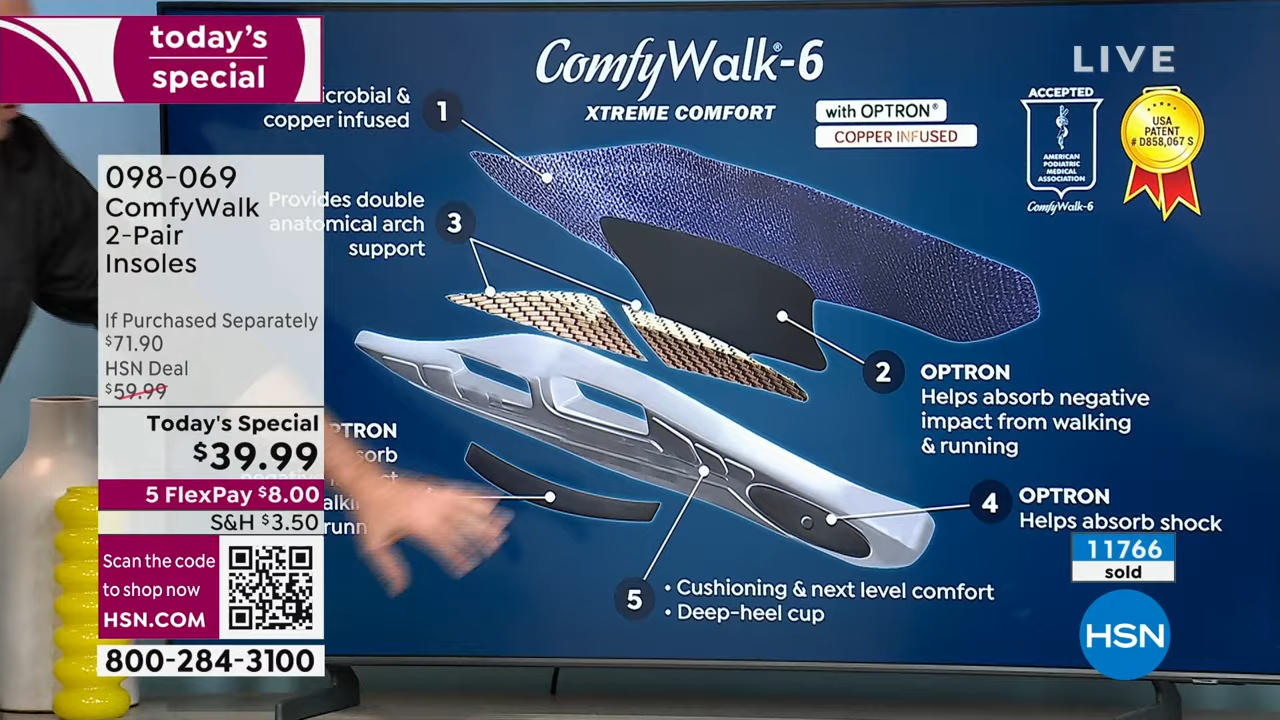 today's
special
098-069
ComfyWalk
2-Pair
Insoles
If Purchased Separately
$71.90
HSN Deal
$59.99
Today's Special
$39.99
5 FlexPay $8.00
S&H $3.50
Scan the code
to shop now
HSN.COM
800-284-3100
ComfyWalk®-6
XTREME COMFORT
with OPTRON®
COPPER INFUSED
LIVE
ACCEPTED
AMERICAN
PODIATRIC
MEDICAL
ASSOCIATION
ComfyWalk-6
USA
PATENT
# D858,067 S
1
copper infused
3
Provides double
anatomical arch
support
2
OPTRON
Helps absorb negative
impact from walking
& running
4
OPTRON
Helps absorb shock
5
• Cushioning & next level comfort
• Deep-heel cup
11766
sold
HSN